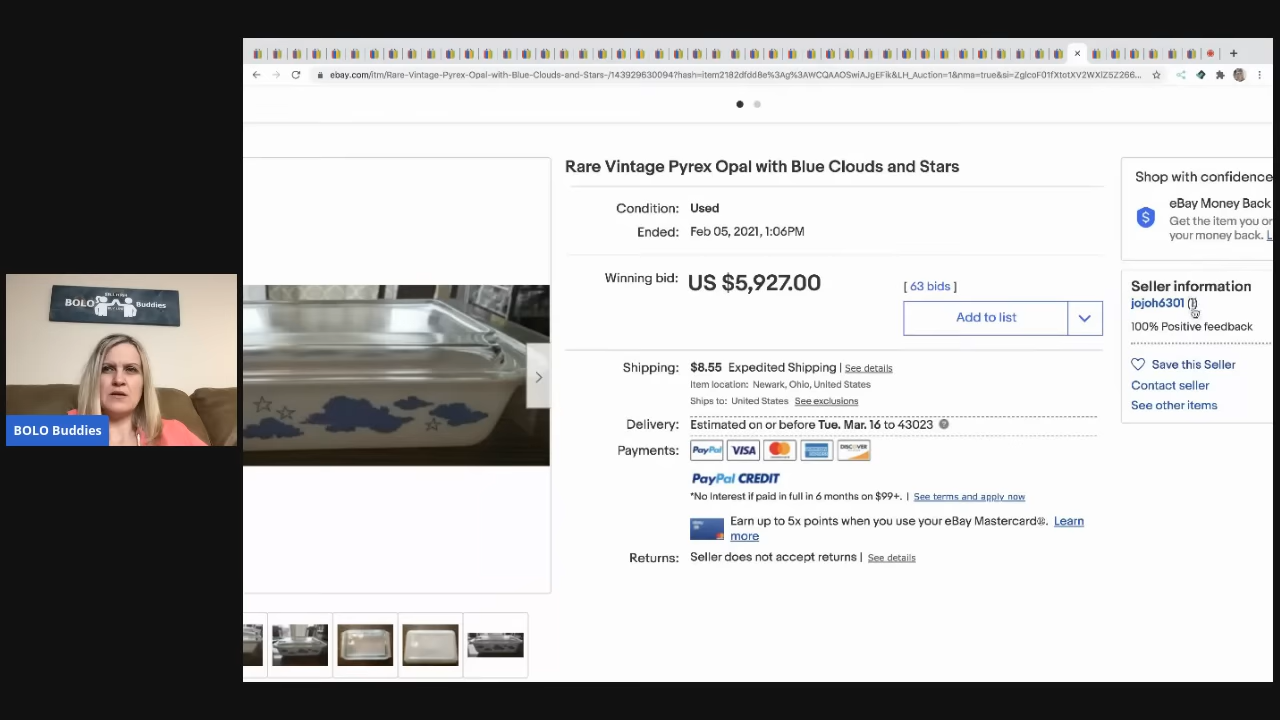 ebay.com/itm/Rare-Vintage-Pyrex-Opal-with-Blue-Clouds-and-Stars-/143929630094?hash=item2182dfdd8e%3Ag%3AWCQAAOSwiAJgEFik&LH_Auction=1&nma=true&si=ZglcoF01fXtotXV2WXlZ5Z266...
Rare Vintage Pyrex Opal with Blue Clouds and Stars
Condition: Used
Ended: Feb 05, 2021, 1:06PM
Winning bid: US $5,927.00 [ 63 bids ]
Add to list
Shipping: $8.55 Expedited Shipping | See details
Item location: Newark, Ohio, United States
Ships to: United States See exclusions
Delivery: Estimated on or before Tue. Mar. 16 to 43023
Payments: PayPal VISA DISCOVER
PayPal CREDIT
*No Interest if paid in full in 6 months on $99+. | See terms and apply now
Earn up to 5x points when you use your eBay Mastercard®. Learn
more
Returns: Seller does not accept returns | See details
Shop with confidence
eBay Money Back
Get the item you or
your money back. L
Seller information
jojoh6301 (1)
100% Positive feedback
Save this Seller
Contact seller
See other items
BOLO Buddies
BOLO Buddies